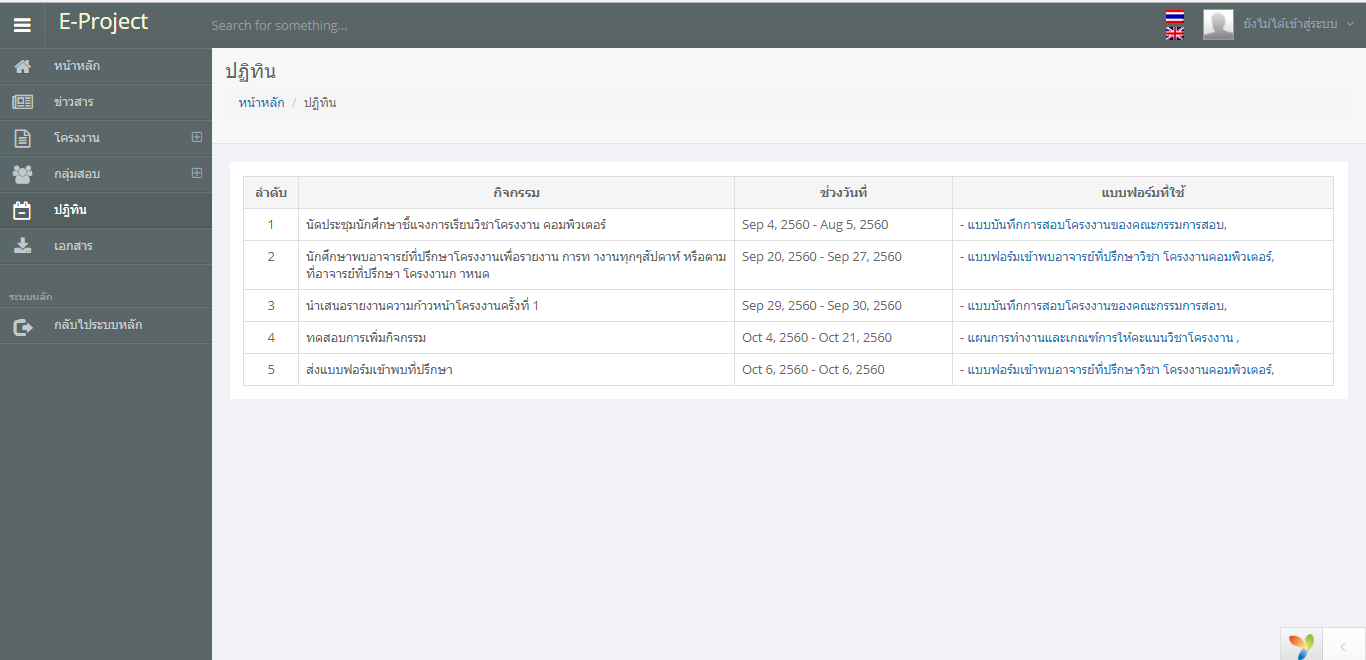 E-Project
Search for something...
ยังไม่ได้เข้าสู่ระบบ
หน้าหลัก
ข่าวสาร
โครงงาน
กลุ่มสอบ
ปฏิทิน
เอกสาร
ระบบหลัก
กลับไประบบหลัก
ปฏิทิน
หน้าหลัก / ปฏิทิน
ลำดับ กิจกรรม ช่วงวันที่ แบบฟอร์มที่ใช้
1 นัดประชุมนักศึกษาชี้แจงการเรียนวิชาโครงงาน คอมพิวเตอร์ Sep 4, 2560 - Aug 5, 2560 - แบบบันทึกการสอบโครงงานของคณะกรรมการสอบ,
2 นักศึกษาพบอาจารย์ที่ปรึกษาโครงงานเพื่อรายงาน การท างานทุกๆสัปดาห์ หรือตาม Sep 20, 2560 - Sep 27, 2560 - แบบฟอร์มเข้าพบอาจารย์ที่ปรึกษาวิชา โครงงานคอมพิวเตอร์,
ที่อาจารย์ที่ปรึกษา โครงงานก าหนด
3 นำเสนอรายงานความก้าวหน้าโครงงานครั้งที่ 1 Sep 29, 2560 - Sep 30, 2560 - แบบบันทึกการสอบโครงงานของคณะกรรมการสอบ,
4 ทดสอบการเพิ่มกิจกรรม Oct 4, 2560 - Oct 21, 2560 - แผนการทำงานและเกณฑ์การให้คะแนนวิชาโครงงาน ,
5 ส่งแบบฟอร์มเข้าพบที่ปรึกษา Oct 6, 2560 - Oct 6, 2560 - แบบฟอร์มเข้าพบอาจารย์ที่ปรึกษาวิชา โครงงานคอมพิวเตอร์,